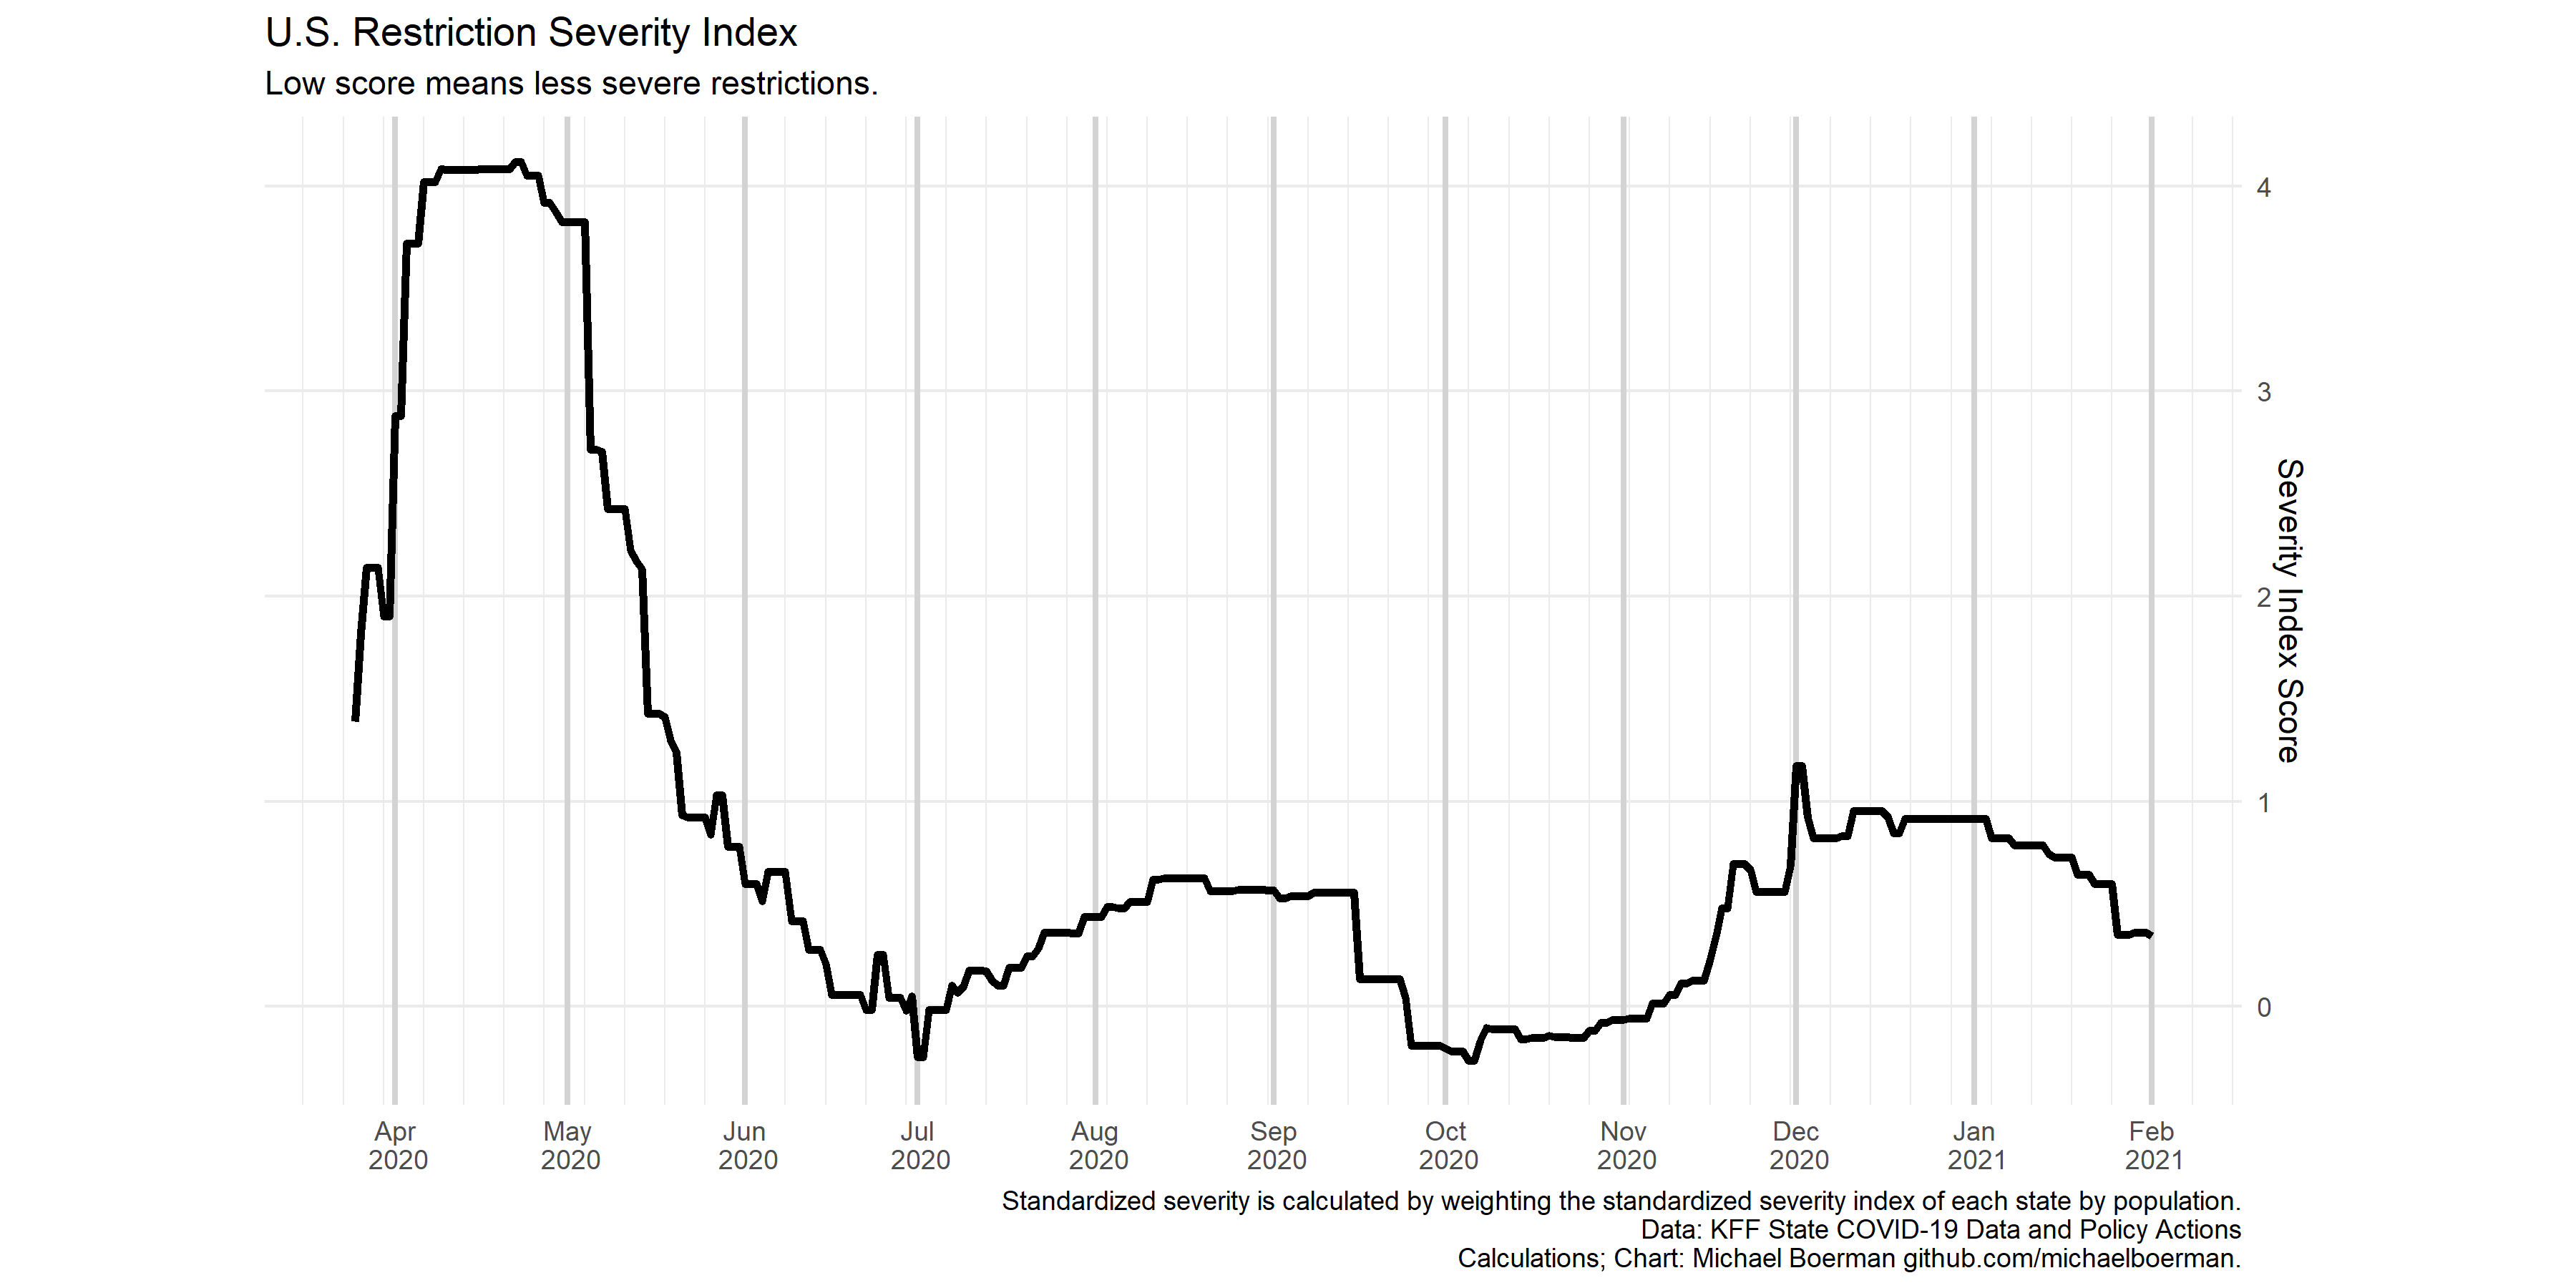 U.S. Restriction Severity Index
Low score means less severe restrictions.
4
3
2
1
0
Severity Index Score
Apr
2020
May
2020
Jun
2020
Jul
2020
Aug
2020
Sep
2020
Oct
2020
Nov
2020
Dec
2020
Jan
2021
Feb
2021
Standardized severity is calculated by weighting the standardized severity index of each state by population.
Data: KFF State COVID-19 Data and Policy Actions
Calculations; Chart: Michael Boerman github.com/michaelboerman.